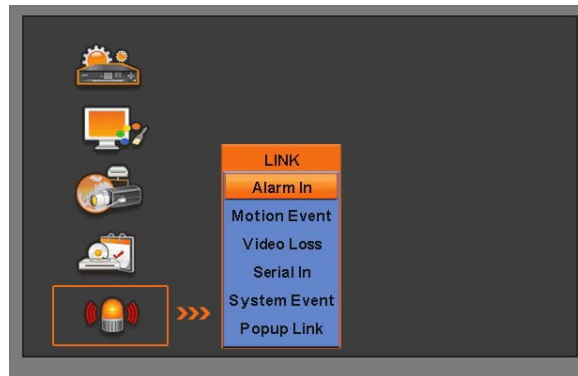 LINK
Alarm In
Motion Event
Video Loss
Serial In
System Event
Popup Link